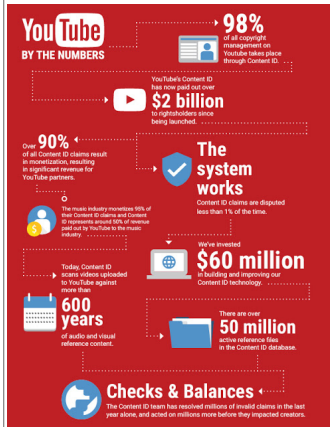 YouTube
BY THE NUMBERS
98%
of all copyright
management on
Youtube takes place
through Content ID.
YouTube's Content ID
has now paid out over
$2 billion
to rightsholders since
being launched.
Over 90%
of all Content ID claims result
in monetization, resulting
in significant revenue for
YouTube partners.
The
system
works
Content ID claims are disputed
less than 1% of the time.
The music industry monetizes 95% of
their Content ID claims and Content
ID represents around 50% of revenue
paid out by YouTube to the music
industry.
We've invested
$60 million
in building and improving our
Content ID technology.
Today, Content ID
scans videos uploaded
to YouTube against
more than
600
years
of audio and visual
reference content.
There are over
50 million
active reference files
in the Content ID database.
Checks & Balances
The Content ID team has resolved millions of invalid claims in the last
year alone, and acted on millions more before they impacted creators.